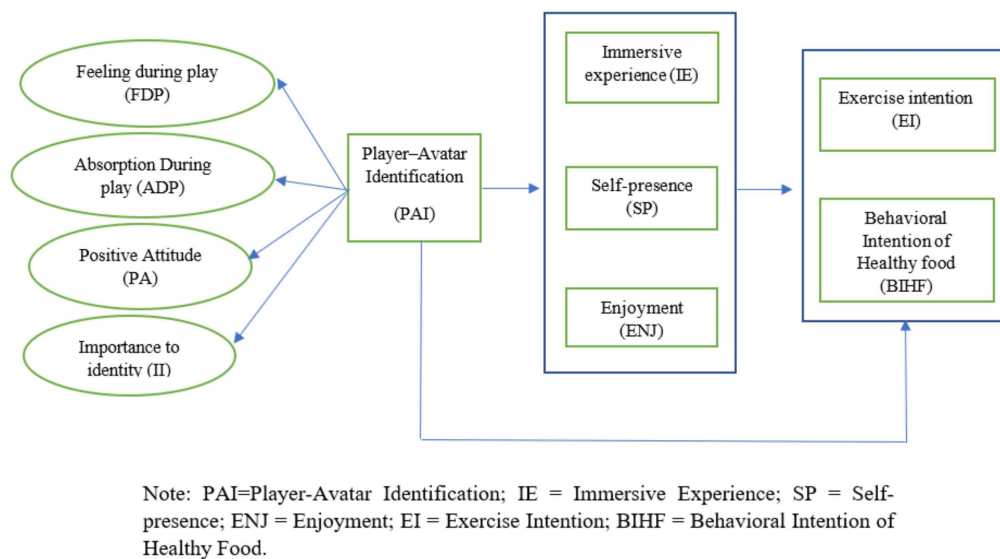 Feeling during play
(FDP)
Absorption During
play (ADP)
Positive Attitude
(PA)
Importance to
identity (II)
Player–Avatar
Identification
(PAI)
Immersive
experience (IE)
Self-presence
(SP)
Enjoyment
(ENJ)
Exercise intention
(EI)
Behavioral
Intention of
Healthy food
(BIHF)
Note: PAI=Player-Avatar Identification; IE = Immersive Experience; SP = Self-
presence; ENJ = Enjoyment; EI = Exercise Intention; BIHF = Behavioral Intention of
Healthy Food.